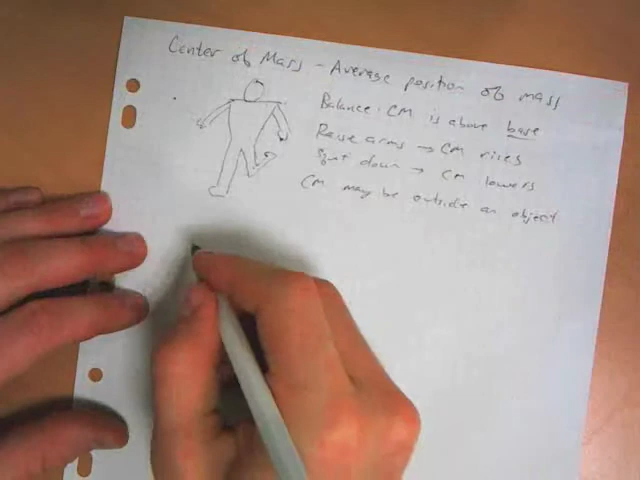 Center of Mass - Average position of mass
Balance: CM is above base
Raise arms → CM rises
Squat down → CM lowers
CM may be outside an object